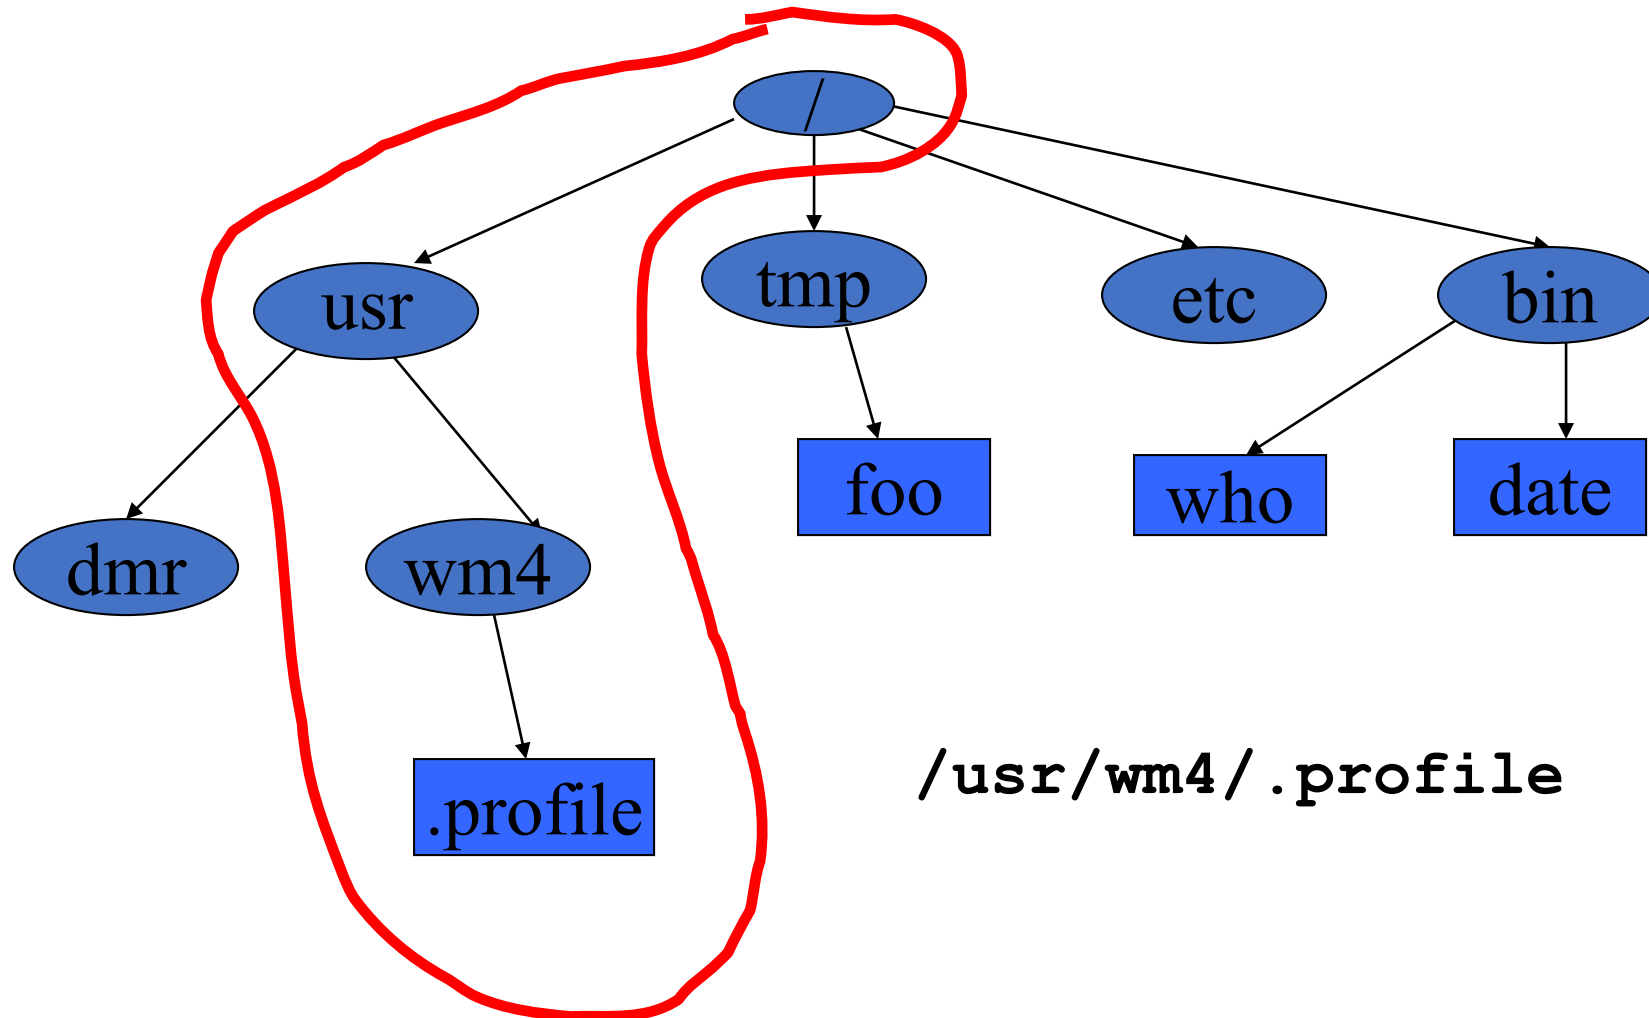 /
usr
tmp
etc
bin
foo
who
date
dmr
wm4
/usr/wm4/.profile
.profile